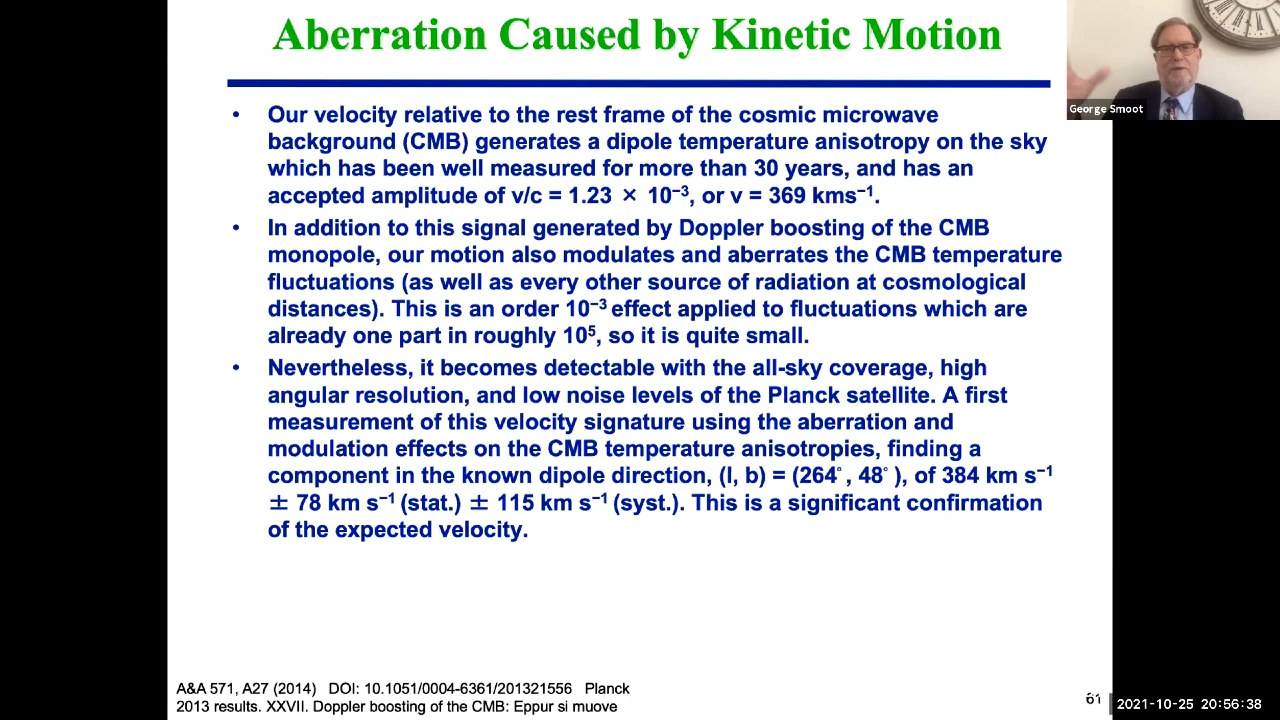 Aberration Caused by Kinetic Motion
George Smoot
• Our velocity relative to the rest frame of the cosmic microwave
background (CMB) generates a dipole temperature anisotropy on the sky
which has been well measured for more than 30 years, and has an
accepted amplitude of v/c = 1.23 × 10⁻³, or v = 369 kms⁻¹.
• In addition to this signal generated by Doppler boosting of the CMB
monopole, our motion also modulates and aberrates the CMB temperature
fluctuations (as well as every other source of radiation at cosmological
distances). This is an order 10⁻³ effect applied to fluctuations which are
already one part in roughly 10⁵, so it is quite small.
• Nevertheless, it becomes detectable with the all-sky coverage, high
angular resolution, and low noise levels of the Planck satellite. A first
measurement of this velocity signature using the aberration and
modulation effects on the CMB temperature anisotropies, finding a
component in the known dipole direction, (l, b) = (264°, 48°), of 384 km s⁻¹
± 78 km s⁻¹ (stat.) ± 115 km s⁻¹ (syst.). This is a significant confirmation
of the expected velocity.
A&A 571, A27 (2014) DOI: 10.1051/0004-6361/201321556 Planck
2013 results. XXVII. Doppler boosting of the CMB: Eppur si muove
61
2021-10-25 20:56:38